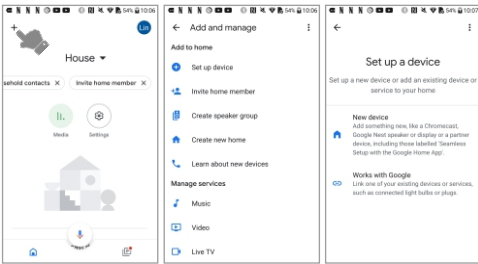 54% 10:06
Lin
House
sehold contacts
Invite home member
Media
Settings
54% 10:06
Add and manage
Add to home
Set up device
Invite home member
Create speaker group
Create new home
Learn about new devices
Manage services
Music
Video
Live TV
54% 10:07
Set up a device
Set up a new device or add an existing device or
service to your home
New device
Add something new, like a Chromecast,
Google Nest speaker or display or a partner
device, including those labelled 'Seamless
Setup with the Google Home App'.
Works with Google
Link one of your existing devices or services,
such as connected light bulbs or plugs.